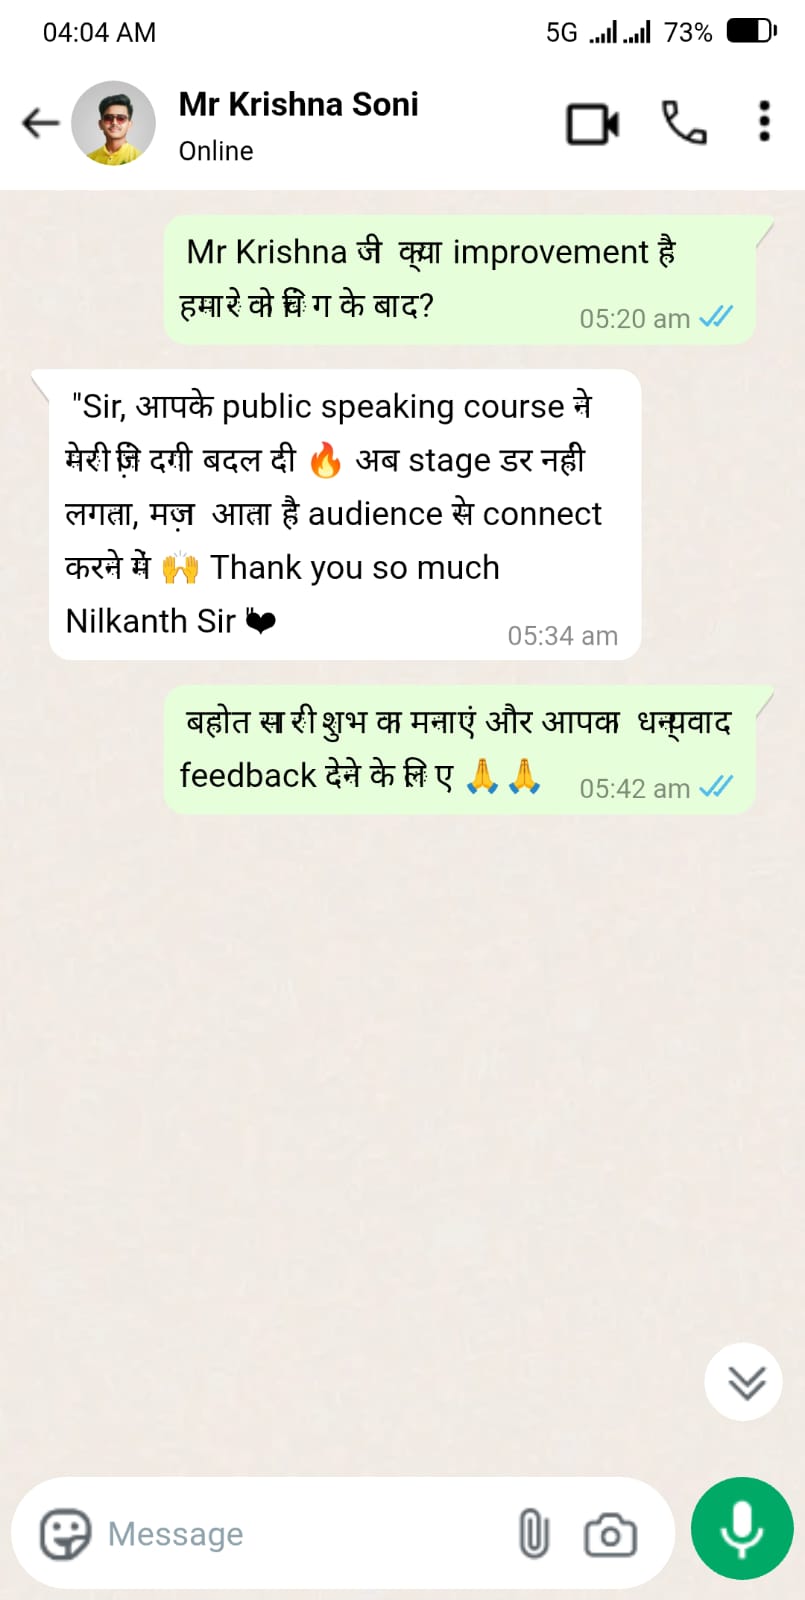 04:04 AM 5G 73%
Mr Krishna Soni
Online
Mr Krishna जी क्या improvement है
हमारे कोचिंग के बाद?
05:20 am
"Sir, आपके public speaking course ने
मेरी ज़िंदगी बदल दी 🔥 अब stage डर नहीं
लगता, मज़ा आता है audience से connect
करने में 🙌 Thank you so much
Nilkanth Sir ❤
05:34 am
बहोत सारी शुभकामनाएं और आपका धन्यवाद
feedback देने के लिए 🙏🙏
05:42 am
Message